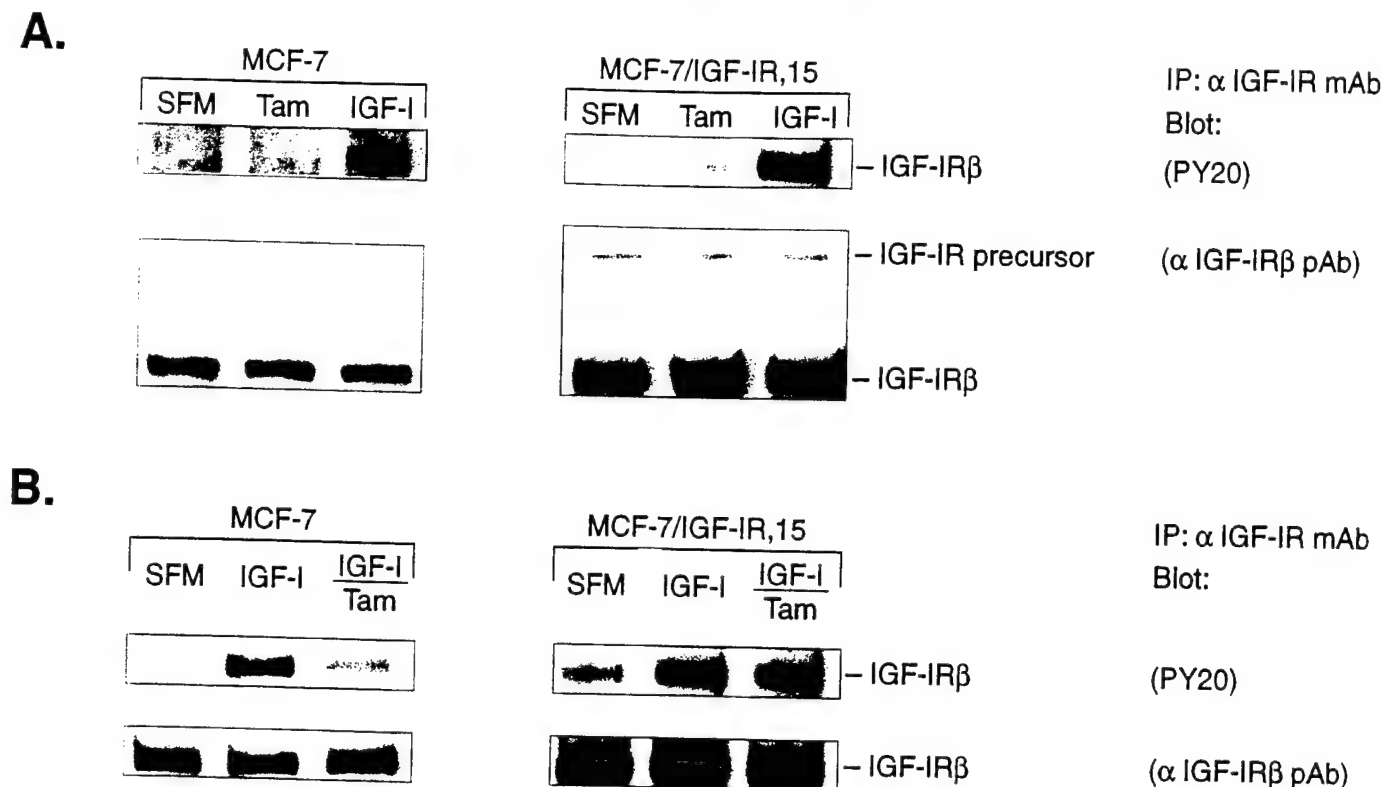 A.
MCF-7
SFM Tam IGF-I
MCF-7/IGF-IR,15
SFM Tam IGF-I
IP: α IGF-IR mAb
Blot:
– IGF-IRβ
(PY20)
– IGF-IR precursor
(α IGF-IRβ pAb)
– IGF-IRβ
B.
MCF-7
SFM IGF-I IGF-I
Tam
MCF-7/IGF-IR,15
SFM IGF-I IGF-I
Tam
IP: α IGF-IR mAb
Blot:
– IGF-IRβ
(PY20)
– IGF-IRβ
(α IGF-IRβ pAb)